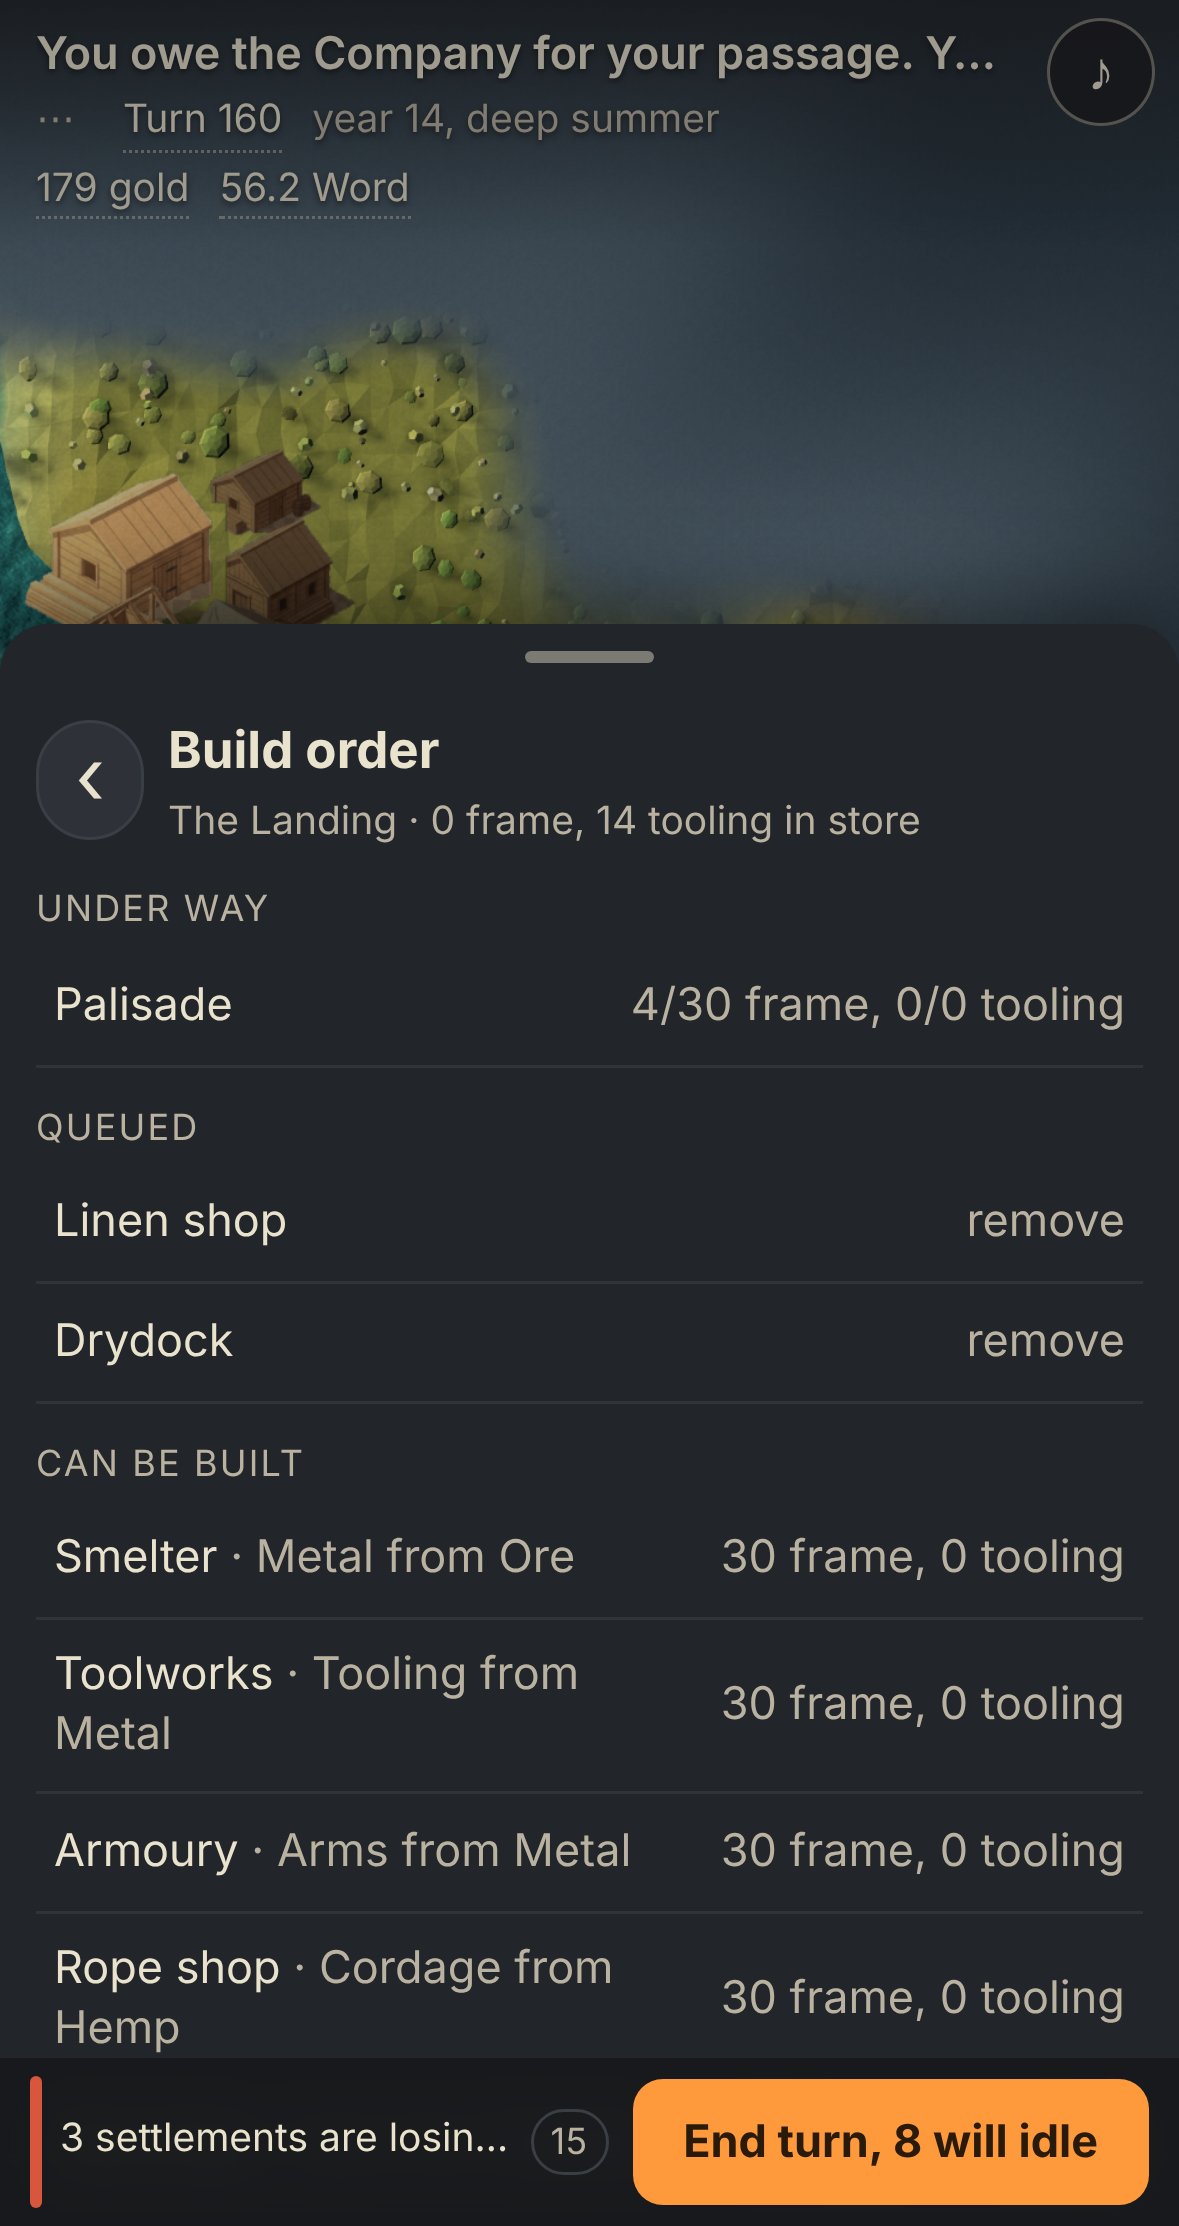 You owe the Company for your passage. Y...
♪
... Turn 160 year 14, deep summer
179 gold 56.2 Word
Build order
The Landing · 0 frame, 14 tooling in store
UNDER WAY
Palisade 4/30 frame, 0/0 tooling
QUEUED
Linen shop remove
Drydock remove
CAN BE BUILT
Smelter · Metal from Ore 30 frame, 0 tooling
Toolworks · Tooling from
Metal
30 frame, 0 tooling
Armoury · Arms from Metal 30 frame, 0 tooling
Rope shop · Cordage from
Hemp
30 frame, 0 tooling
3 settlements are losin... 15 End turn, 8 will idle